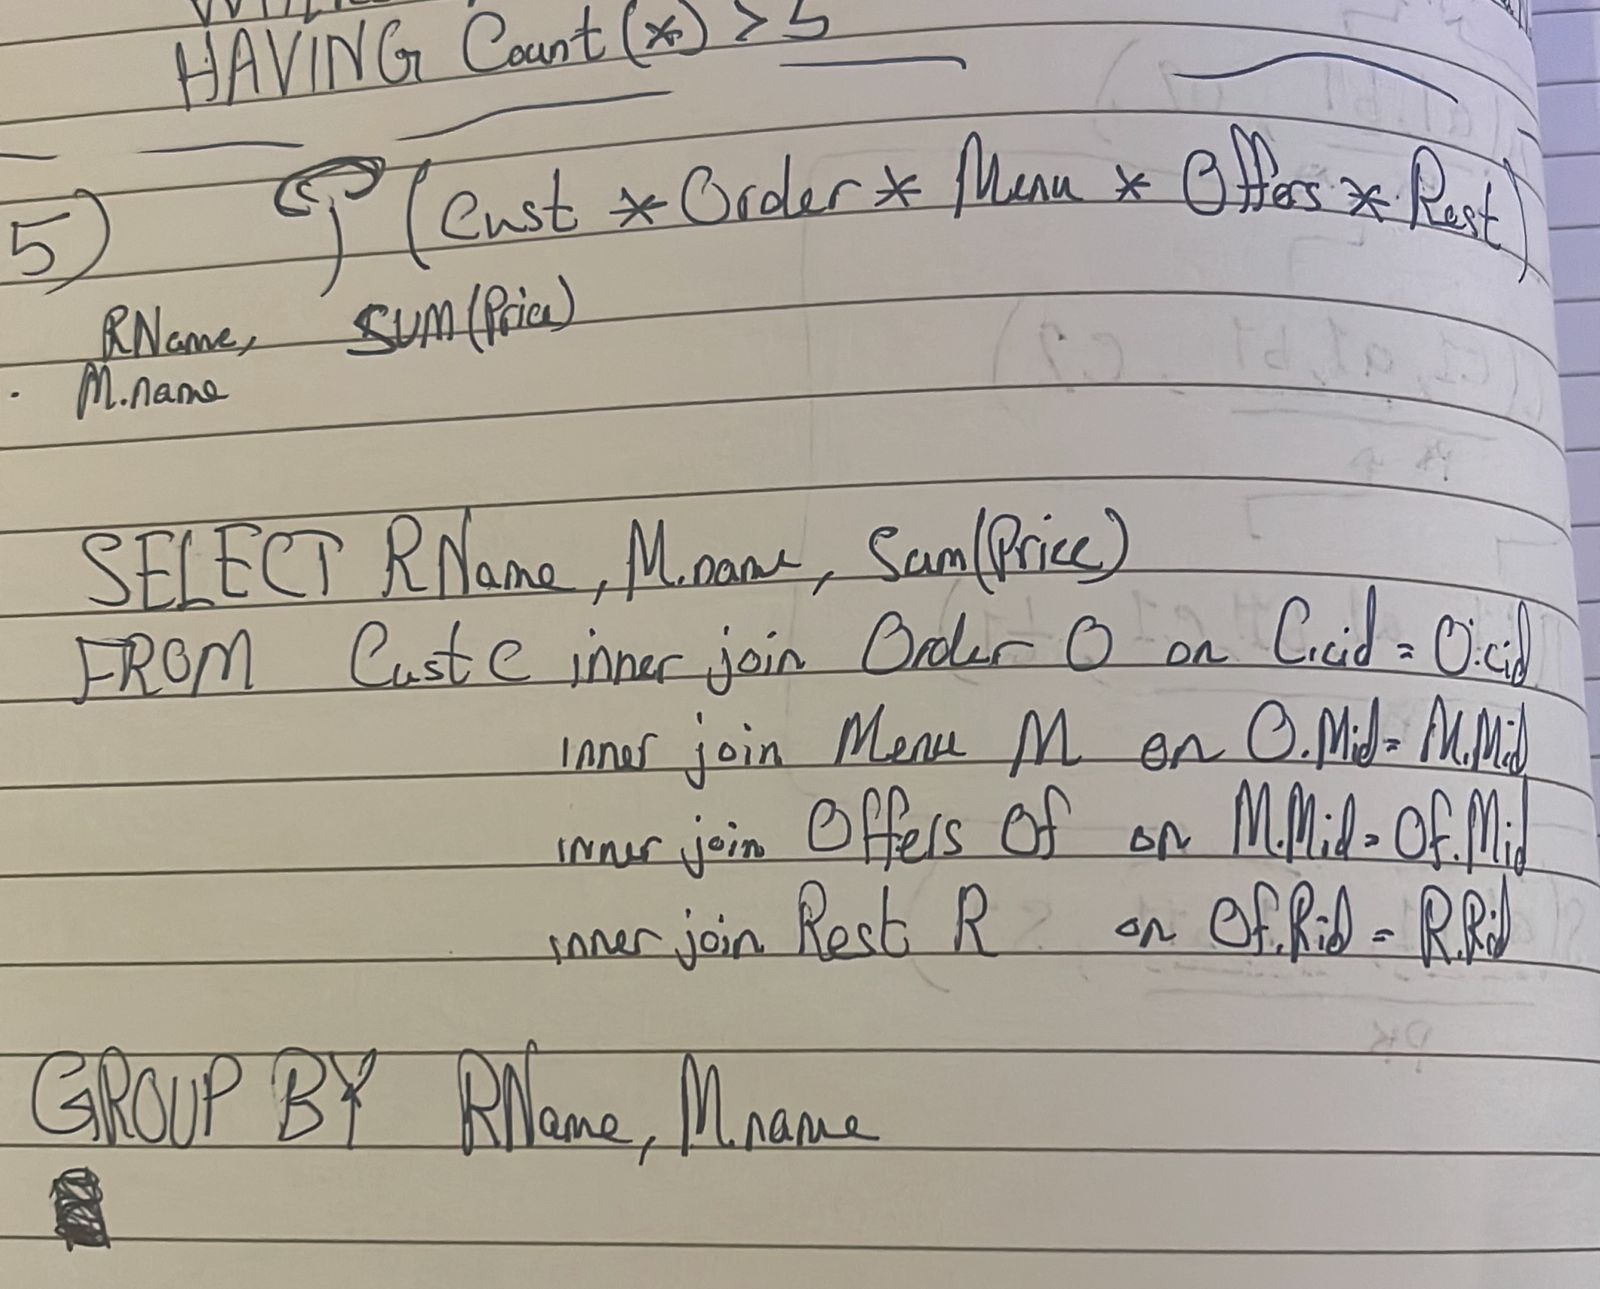 HAVING Count(*) > 5
5) (Cust * Order * Menu * Offers * Rest)
RName, SUM(Price)
M.name
SELECT RName, M.name, Sum(Price)
FROM Cust C inner join Order O on C.cid = O.cid
inner join Menu M on O.Mid = M.Mid
inner join Offers Of on M.Mid = Of.Mid
inner join Rest R on Of.Rid = R.Rid
GROUP BY RName, M.name